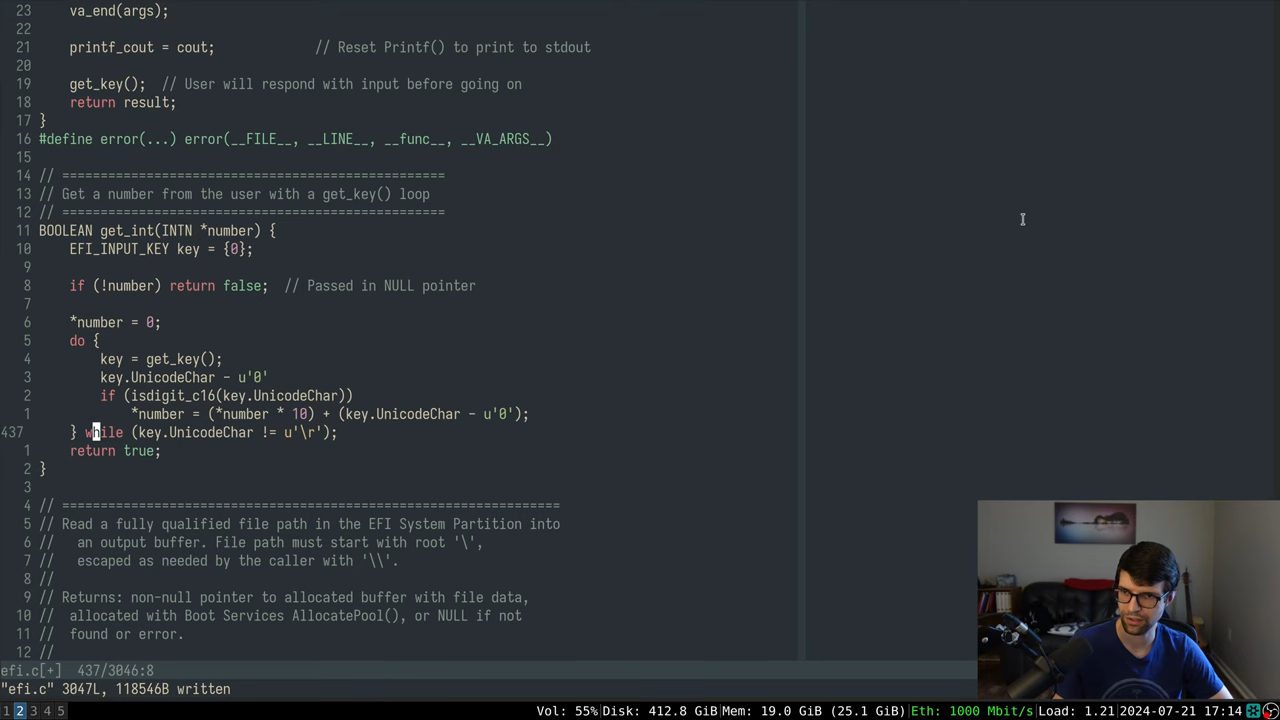 23     va_end(args);
22
21     printf_cout = cout;             // Reset Printf() to print to stdout
20
19     get_key();  // User will respond with input before going on
18     return result;
17 }
16 #define error(...) error(__FILE__, __LINE__, __func__, __VA_ARGS__)
15
14 // ==================================================
13 // Get a number from the user with a get_key() loop
12 // ==================================================
11 BOOLEAN get_int(INTN *number) {
10     EFI_INPUT_KEY key = {0};
9
8     if (!number) return false;  // Passed in NULL pointer
7
6     *number = 0;
5     do {
4         key = get_key();
3         key.UnicodeChar - u'0'
2         if (isdigit_c16(key.UnicodeChar))
1             *number = (*number * 10) + (key.UnicodeChar - u'0');
437     } while (key.UnicodeChar != u'\r');
1     return true;
2 }
3
4 // =================================================================
5 // Read a fully qualified file path in the EFI System Partition into
6 //   an output buffer. File path must start with root '\',
7 //   escaped as needed by the caller with '\\'.
8 //
9 // Returns: non-null pointer to allocated buffer with file data,
10 //  allocated with Boot Services AllocatePool(), or NULL if not
11 //  found or error.
12 //
efi.c[+]  437/3046:8
"efi.c" 3047L, 118546B written
1 2 3 4 5 Vol: 55% Disk: 412.8 GiB Mem: 19.0 GiB (25.1 GiB) Eth: 1000 Mbit/s Load: 1.21 2024-07-21 17:14